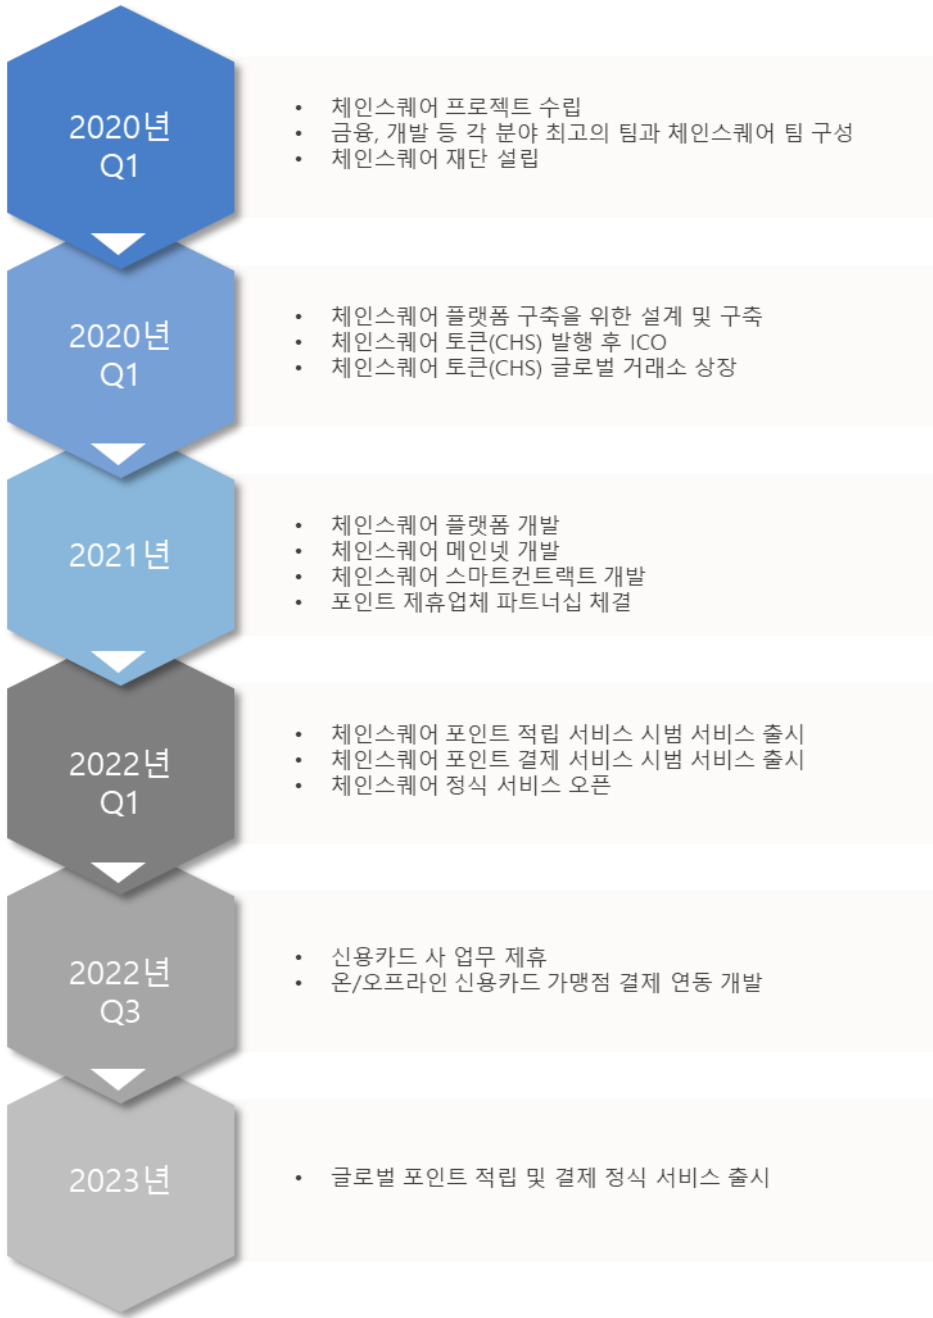 2020년
Q1
• 체인스퀘어 프로젝트 수립
• 금융, 개발 등 각 분야 최고의 팀과 체인스퀘어 팀 구성
• 체인스퀘어 재단 설립
2020년
Q1
• 체인스퀘어 플랫폼 구축을 위한 설계 및 구축
• 체인스퀘어 토큰(CHS) 발행 후 ICO
• 체인스퀘어 토큰(CHS) 글로벌 거래소 상장
2021년
• 체인스퀘어 플랫폼 개발
• 체인스퀘어 메인넷 개발
• 체인스퀘어 스마트컨트랙트 개발
• 포인트 제휴업체 파트너십 체결
2022년
Q1
• 체인스퀘어 포인트 적립 서비스 시범 서비스 출시
• 체인스퀘어 포인트 결제 서비스 시범 서비스 출시
• 체인스퀘어 정식 서비스 오픈
2022년
Q3
• 신용카드 사 업무 제휴
• 온/오프라인 신용카드 가맹점 결제 연동 개발
2023년
• 글로벌 포인트 적립 및 결제 정식 서비스 출시